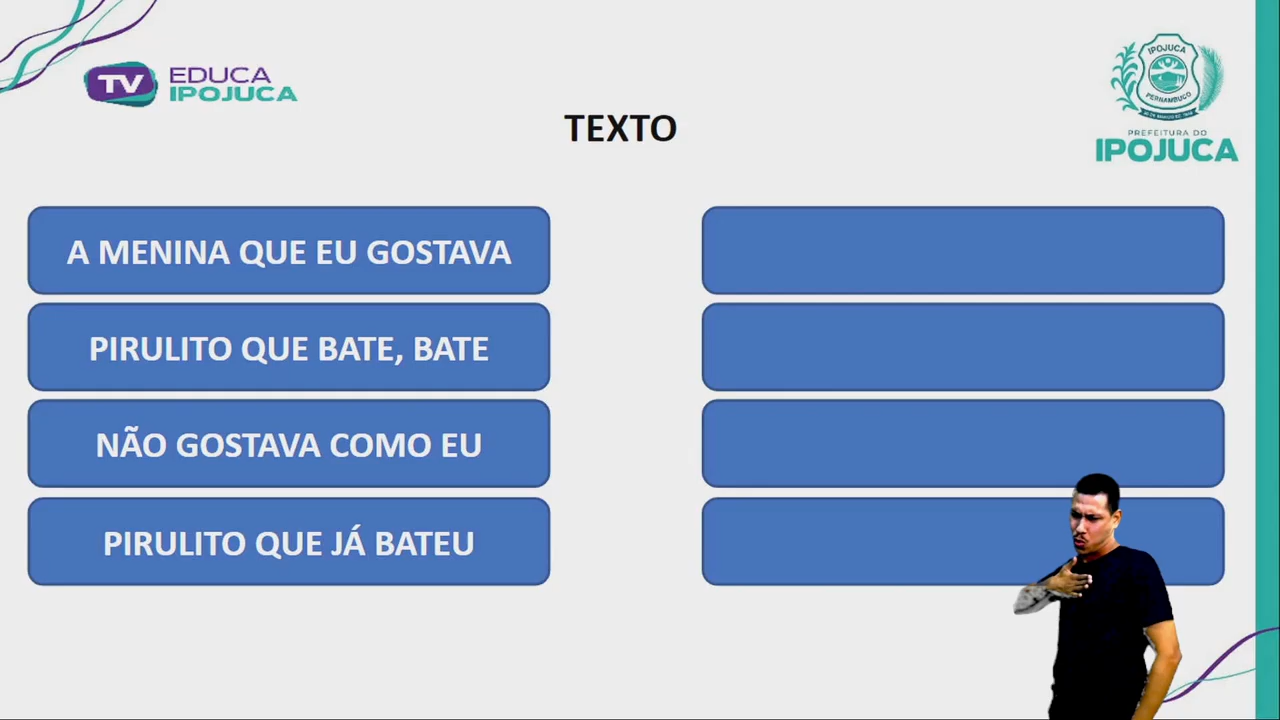 TV EDUCA
IPOJUCA
IPOJUCA
PERNAMBUCO
PREFEITURA DO
IPOJUCA
TEXTO
A MENINA QUE EU GOSTAVA
PIRULITO QUE BATE, BATE
NÃO GOSTAVA COMO EU
PIRULITO QUE JÁ BATEU